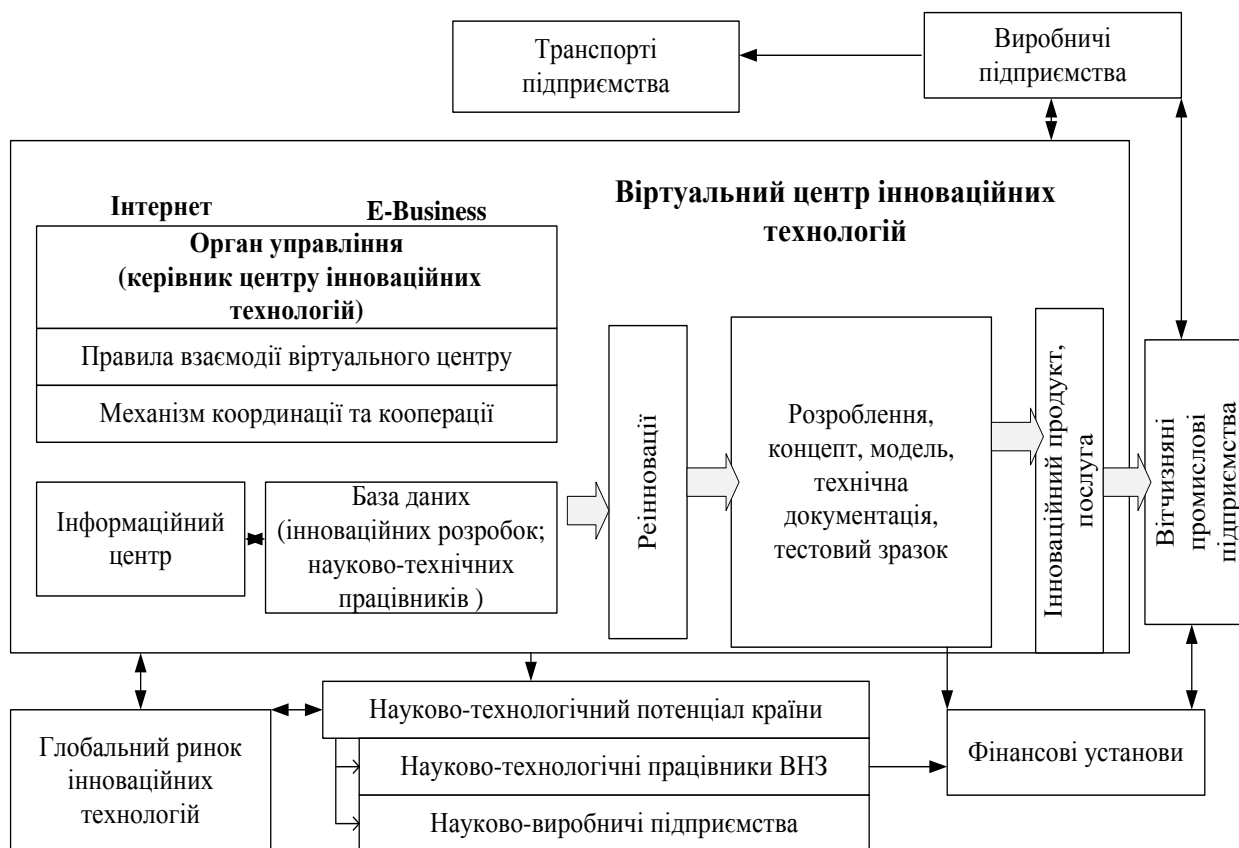 Транспорті
підприємства
Виробничі
підприємства
Віртуальний центр інноваційних
технологій
Інтернет
E-Business
Орган управління
(керівник центру інноваційних
технологій)
Правила взаємодії віртуального центру
Механізм координації та кооперації
Інформаційний
центр
База даних
(інноваційних розробок;
науково-технічних
працівників )
Реінновації
Розроблення,
концепт, модель,
технічна
документація,
тестовий зразок
Інноваційний продукт,
послуга
Вітчизняні
промислові
підприємства
Глобальний ринок
інноваційних
технологій
Науково-технологічний потенціал країни
Науково-технологічні працівники ВНЗ
Науково-виробничі підприємства
Фінансові установи